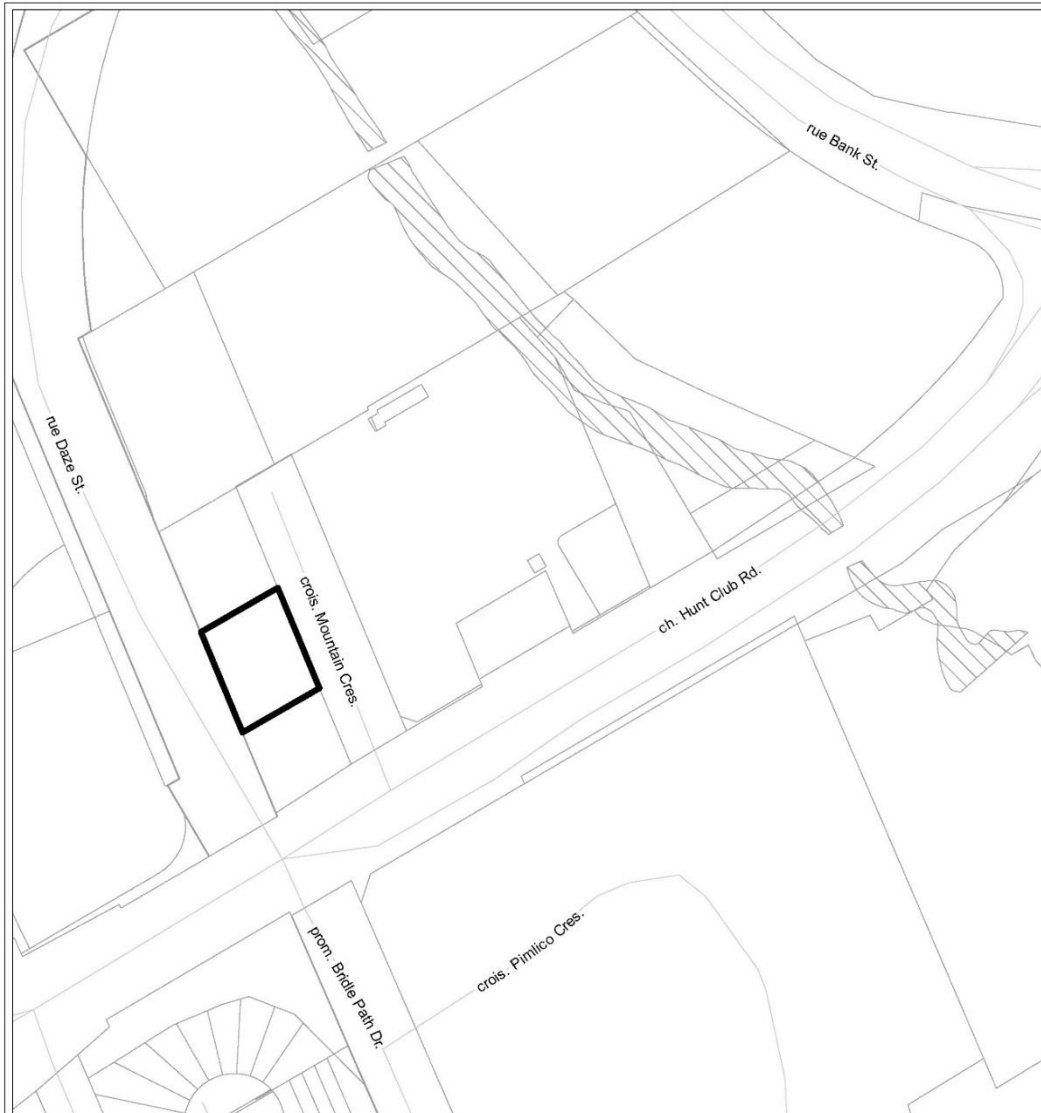 rue Bank St.
rue Daze St.
crois. Mountain Cres.
ch. Hunt Club Rd.
prom. Bridle Path Dr.
crois. Pimlico Cres.